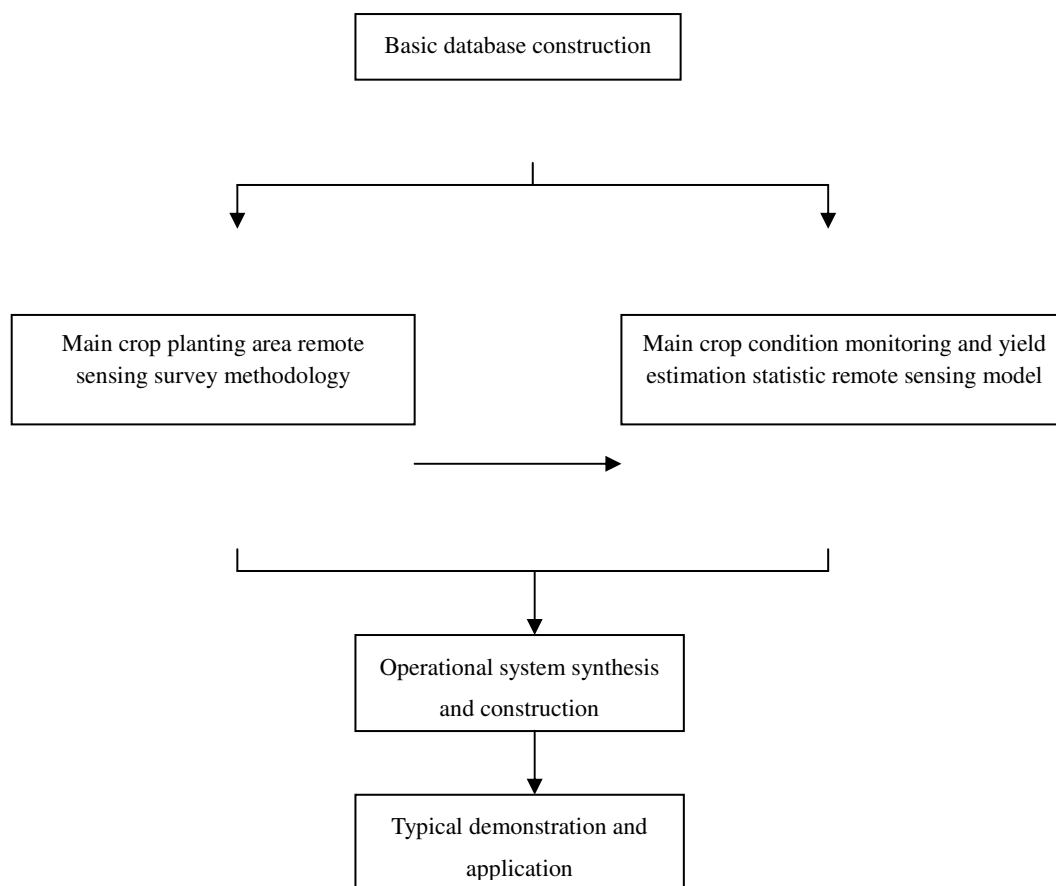 Basic database construction
Main crop planting area remote
sensing survey methodology
Main crop condition monitoring and yield
estimation statistic remote sensing model
Operational system synthesis
and construction
Typical demonstration and
application